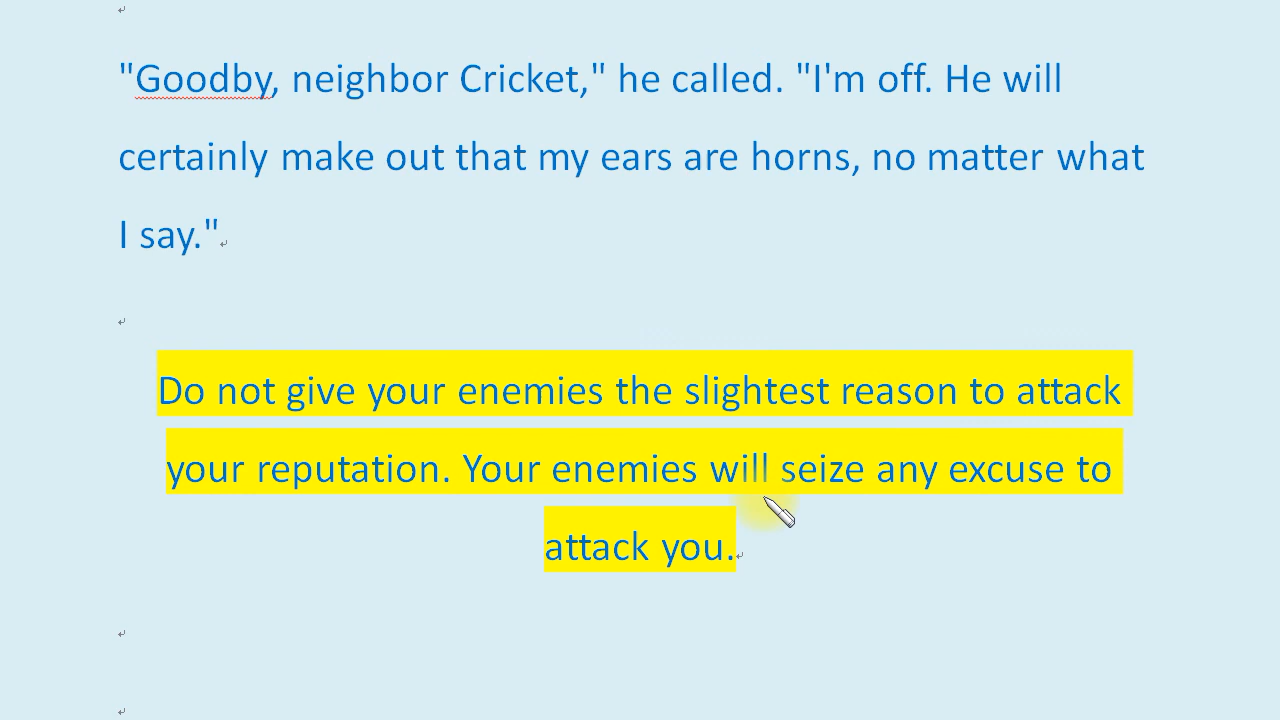 "Goodby, neighbor Cricket," he called. "I'm off. He will
certainly make out that my ears are horns, no matter what
I say."
Do not give your enemies the slightest reason to attack
your reputation. Your enemies will seize any excuse to
attack you.